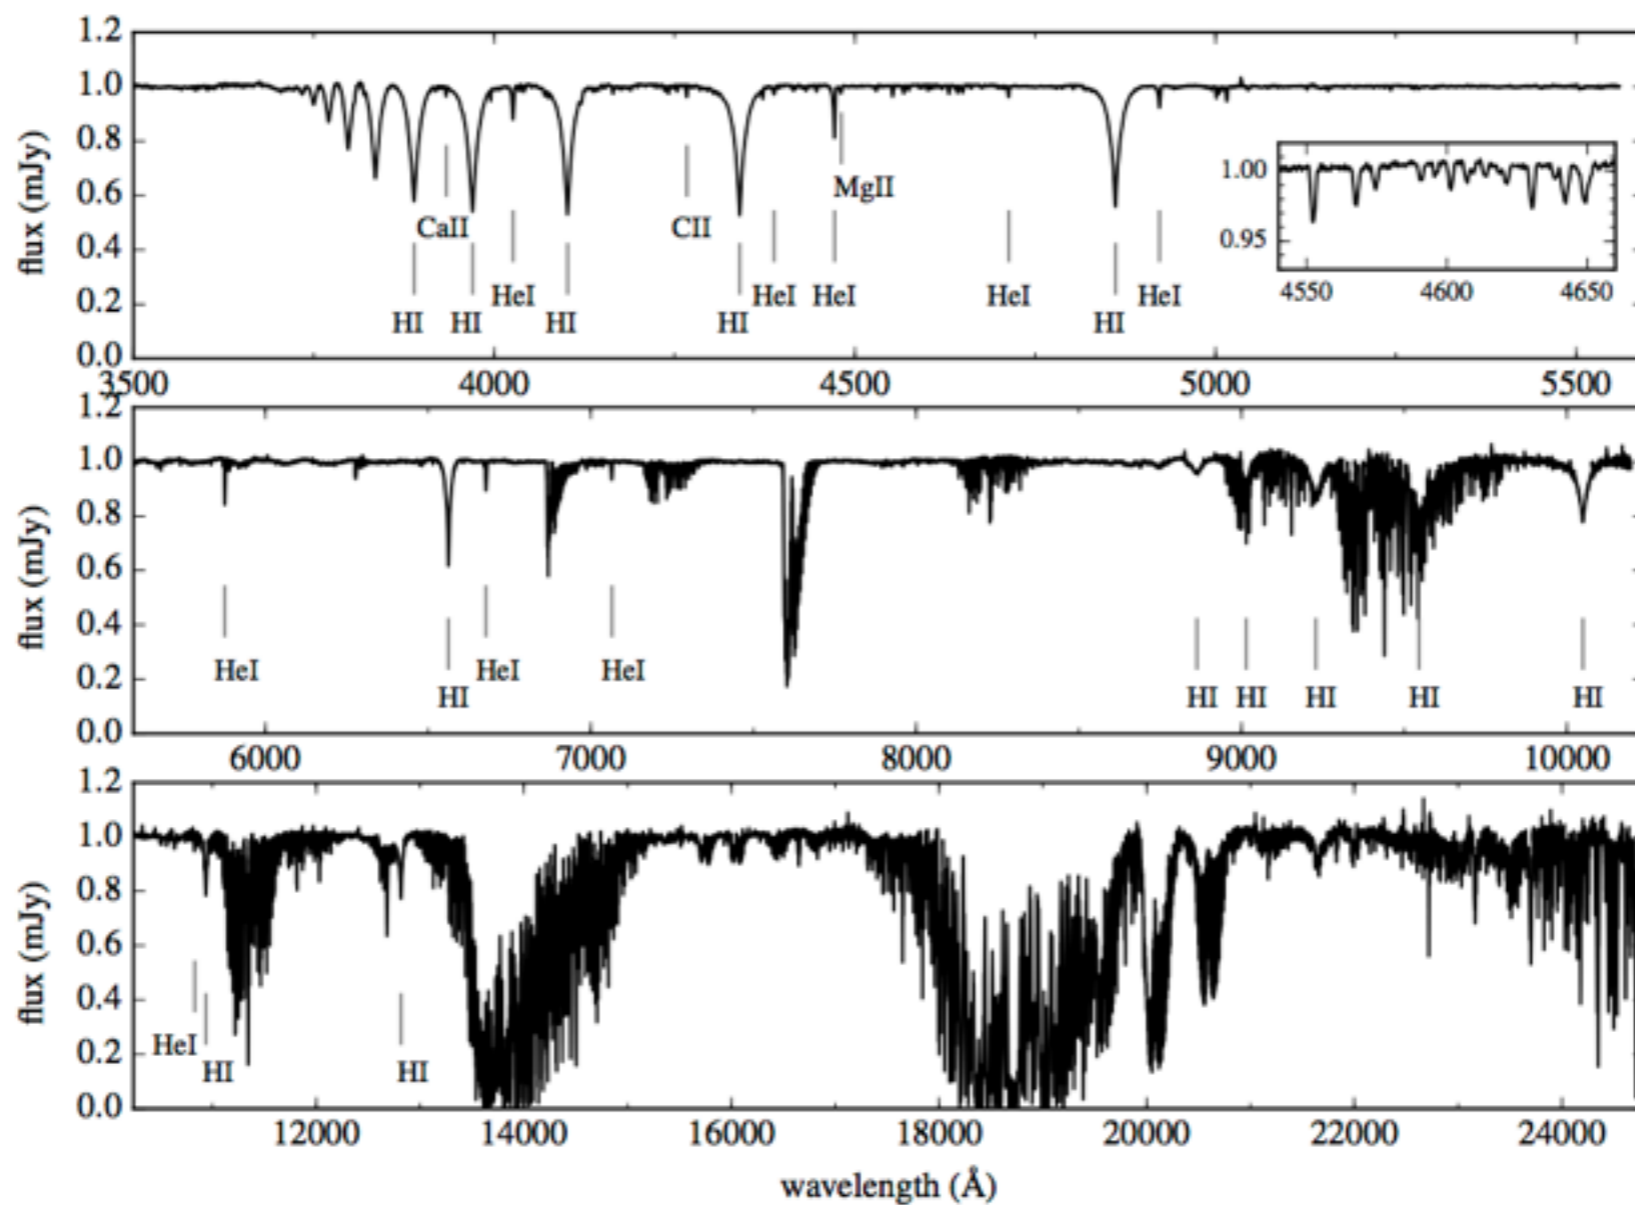 1.2
1.0
0.8
0.6
0.4
0.2
0.0
flux (mJy)
CaII
CII
MgII
HI
HI
HeI
HI
HI
HeI
HeI
HeI
HI
HeI
1.00
0.95
4550
4600
4650
3500
4000
4500
5000
5500
1.2
1.0
0.8
0.6
0.4
0.2
0.0
flux (mJy)
HeI
HI
HeI
HeI
HI
HI
HI
HI
HI
6000
7000
8000
9000
10000
1.2
1.0
0.8
0.6
0.4
0.2
0.0
flux (mJy)
HeI
HI
HI
12000
14000
16000
18000
20000
22000
24000
wavelength (Å)